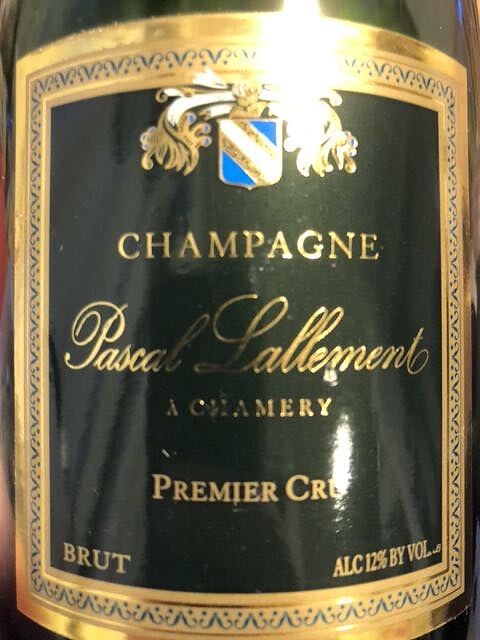 CHAMPAGNE
Pascal Lallement
À CHAMERY
PREMIER CRU
BRUT
ALC 12% BY VOL.